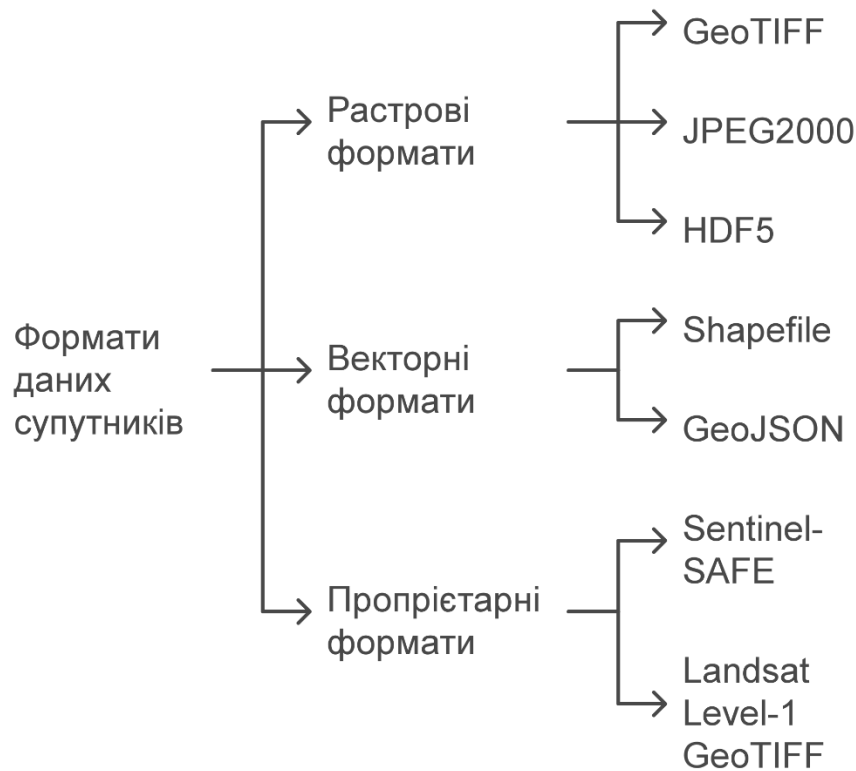 Формати
даних
супутників
Растрові
формати
GeoTIFF
JPEG2000
HDF5
Векторні
формати
Shapefile
GeoJSON
Пропрієтарні
формати
Sentinel-
SAFE
Landsat
Level-1
GeoTIFF